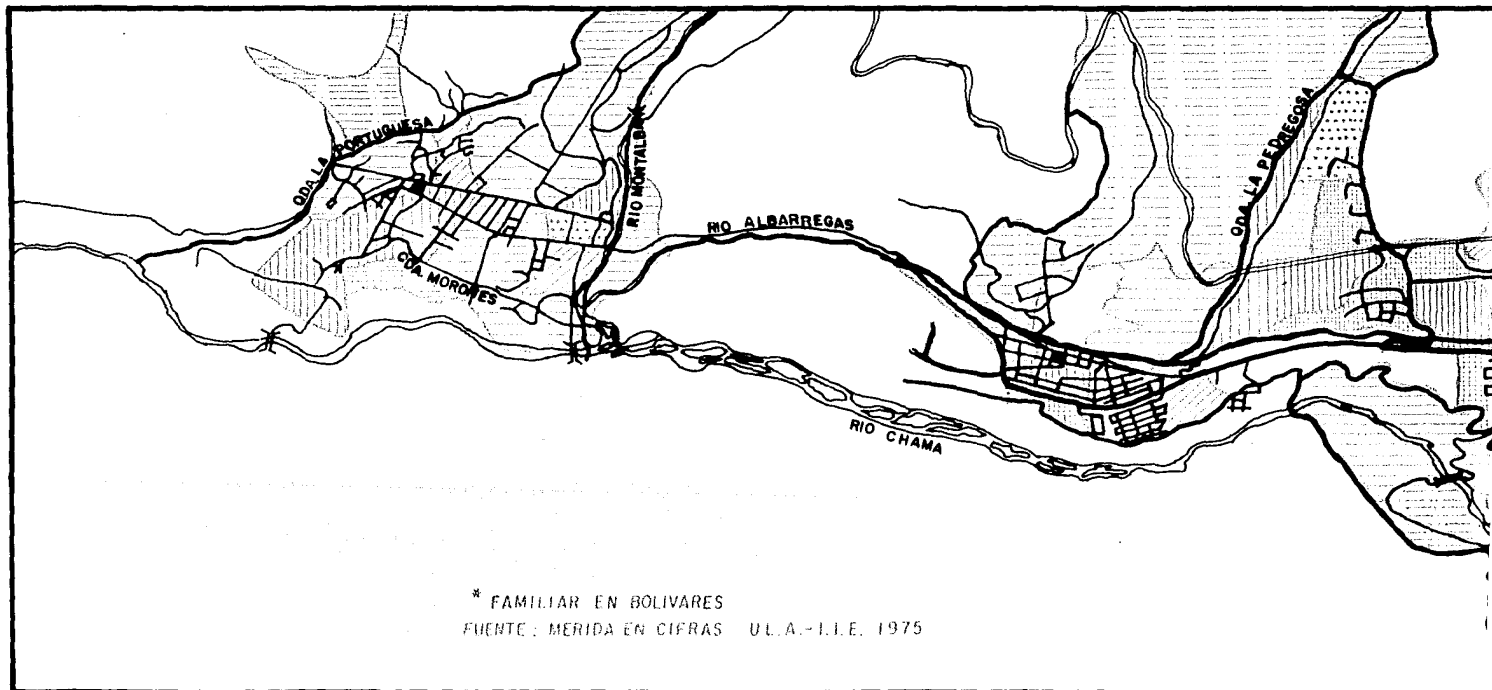 QDA LA PORTUGUESA
RIO MONTALBAN
QDA. MORONES
RIO ALBARREGAS
QDA LA PEDREGOSA
RIO CHAMA
* FAMILIAR EN BOLIVARES
FUENTE: MERIDA EN CIFRAS U.L.A.-I.I.E. 1975